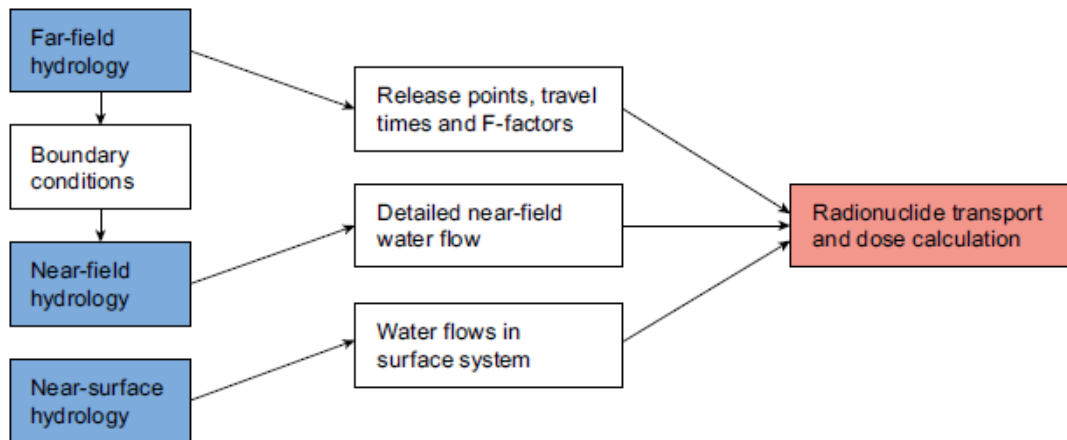 Far-field
hydrology
Release points, travel
times and F-factors
Boundary
conditions
Detailed near-field
water flow
Radionuclide transport
and dose calculation
Near-field
hydrology
Water flows in
surface system
Near-surface
hydrology